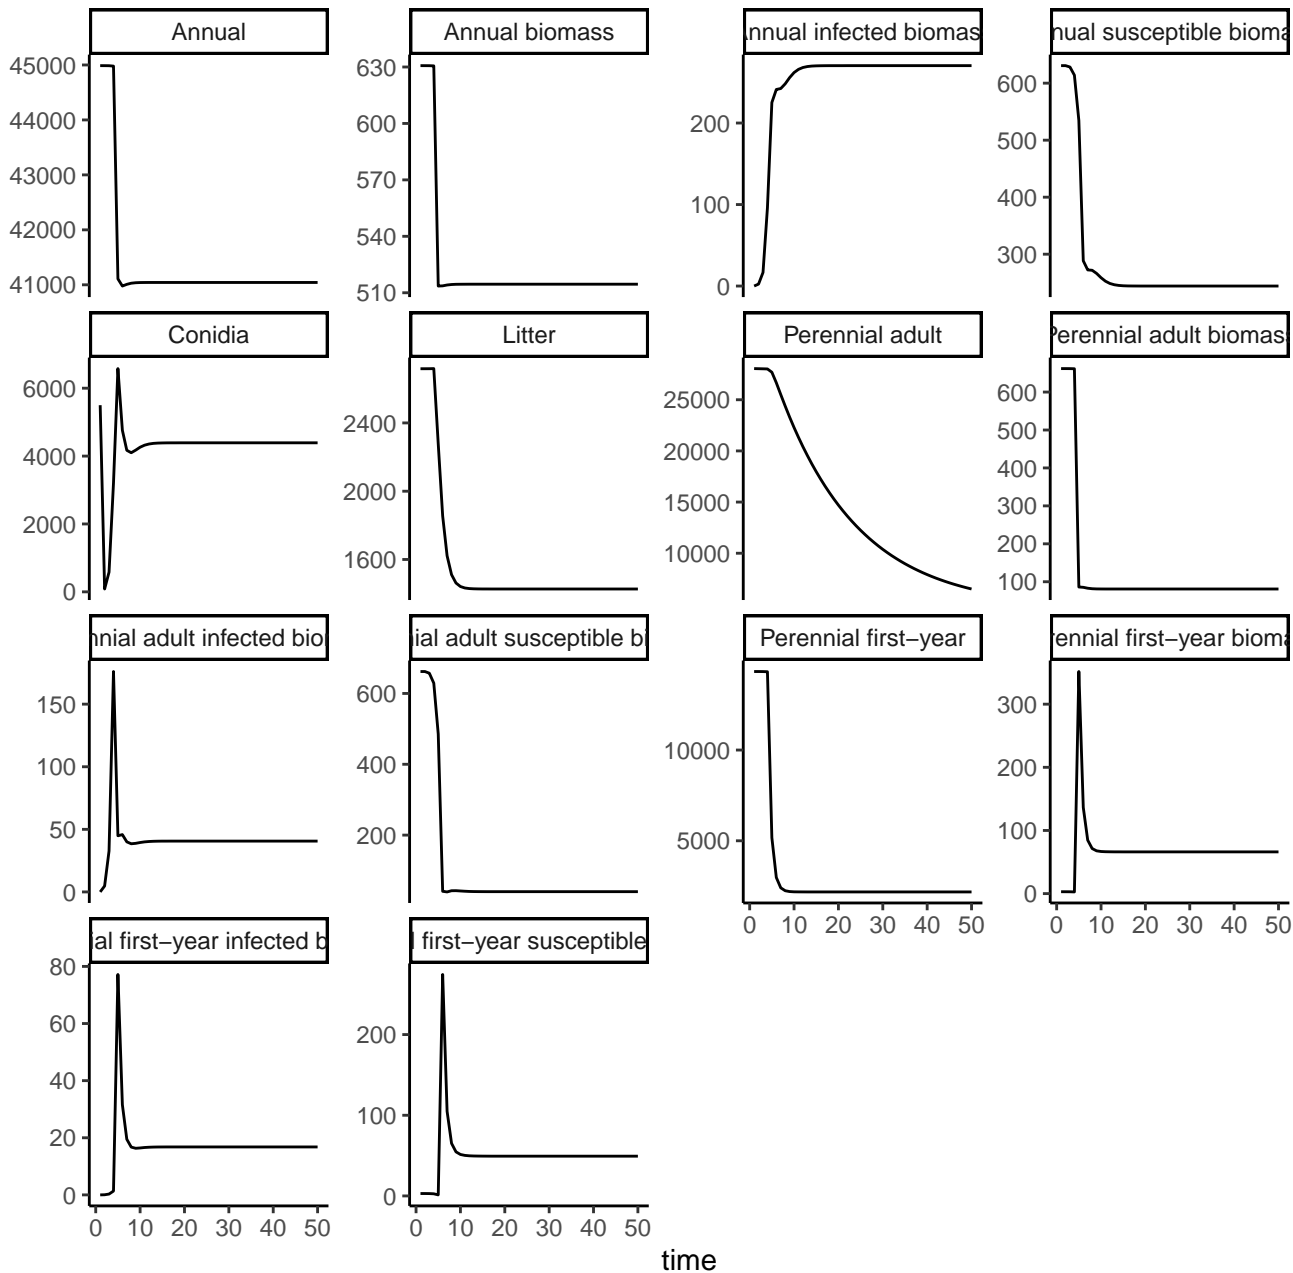 Annual
Annual biomass
nnual infected biomas
nual susceptible bioma
45000
44000
43000
42000
41000
630
600
570
540
510
200
100
0
600
500
400
300
Conidia
Litter
Perennial adult
Perennial adult biomass
6000
4000
2000
0
2400
2000
1600
25000
20000
15000
10000
600
500
400
300
200
100
nnial adult infected bio
ial adult susceptible bi
Perennial first−year
rennial first−year bioma
150
100
50
0
600
400
200
10000
5000
300
200
100
0
0 10 20 30 40 50
0 10 20 30 40 50
ial first−year infected b
l first−year susceptible
80
60
40
20
0
200
100
0
0 10 20 30 40 50
0 10 20 30 40 50
time